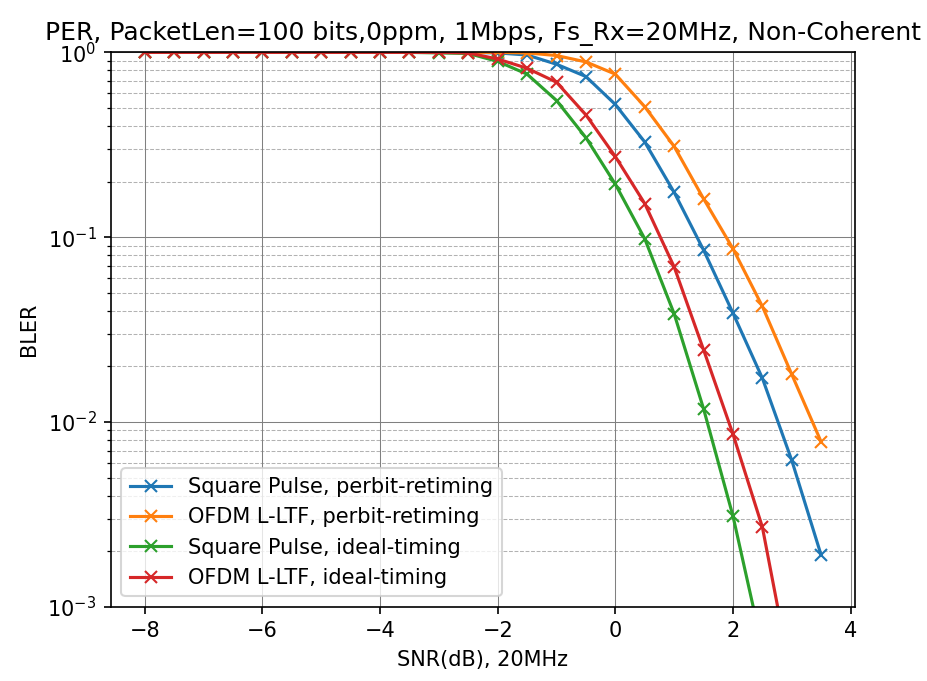 PER, PacketLen=100 bits,0ppm, 1Mbps, Fs_Rx=20MHz, Non-Coherent
10⁰
10⁻¹
10⁻²
10⁻³
BLER
Square Pulse, perbit-retiming
OFDM L-LTF, perbit-retiming
Square Pulse, ideal-timing
OFDM L-LTF, ideal-timing
−8 −6 −4 −2 0 2 4
SNR(dB), 20MHz